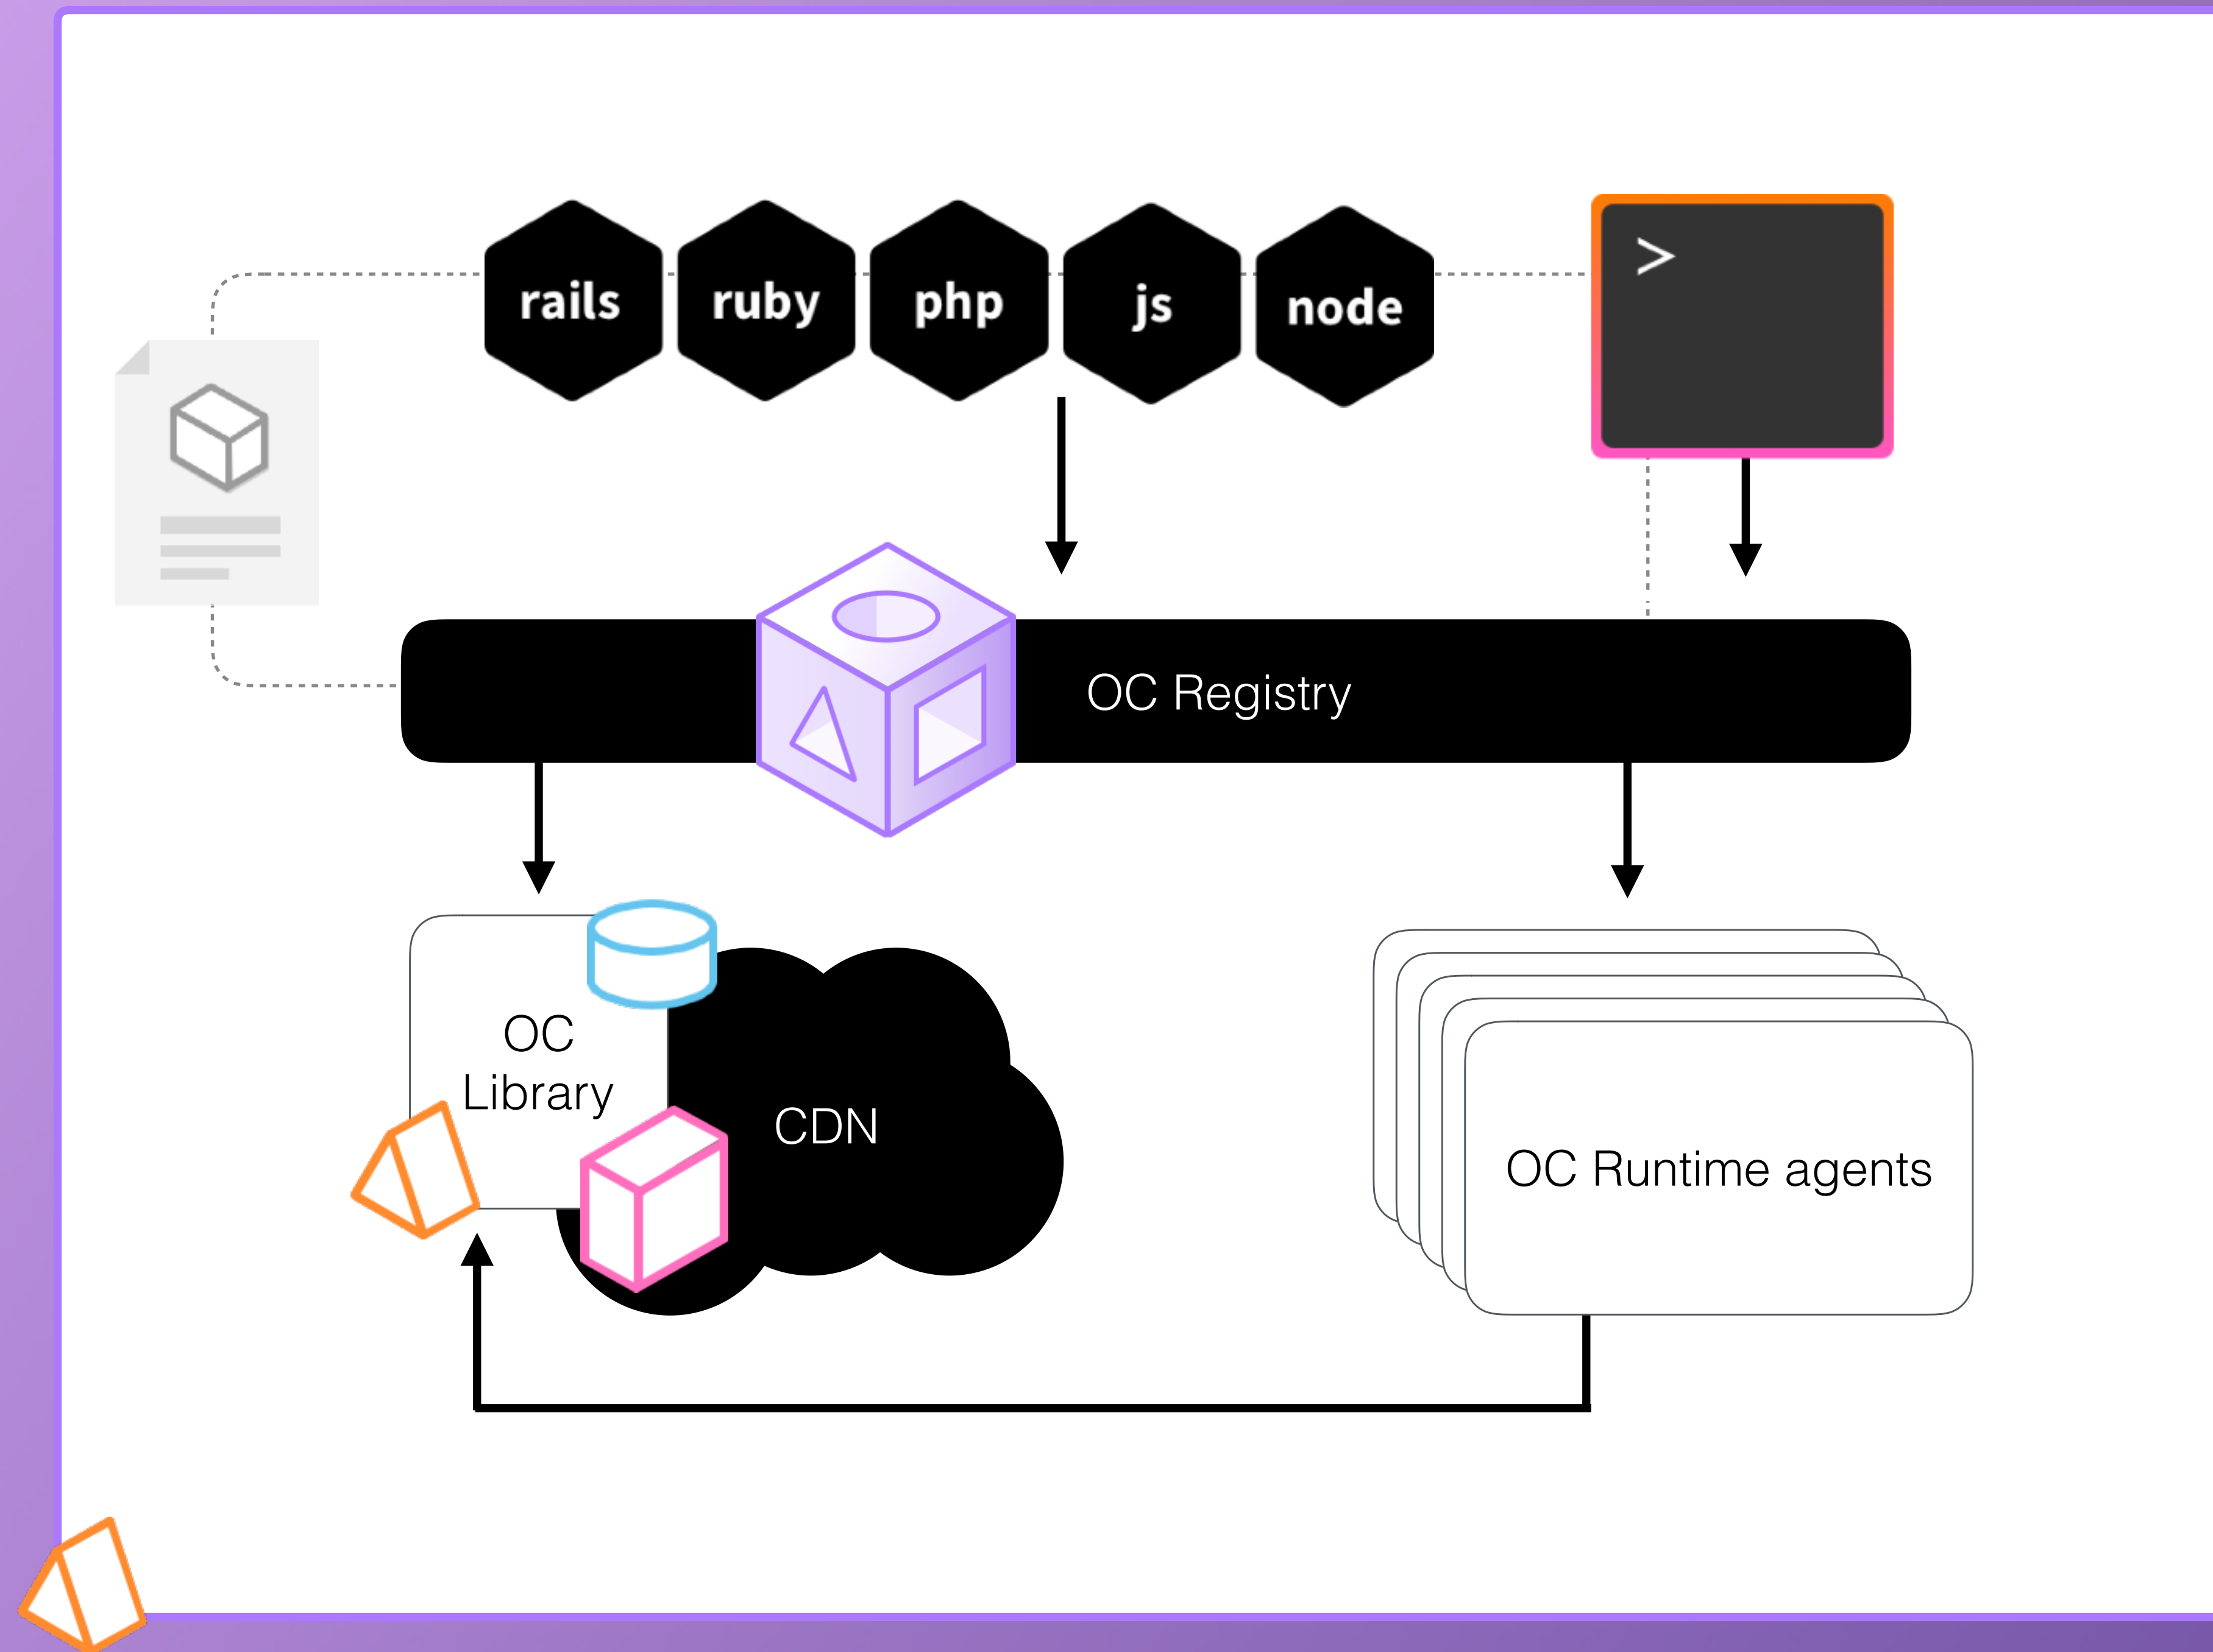 rails
ruby
php
js
node
>
OC Registry
OC
Library
CDN
OC Runtime agents